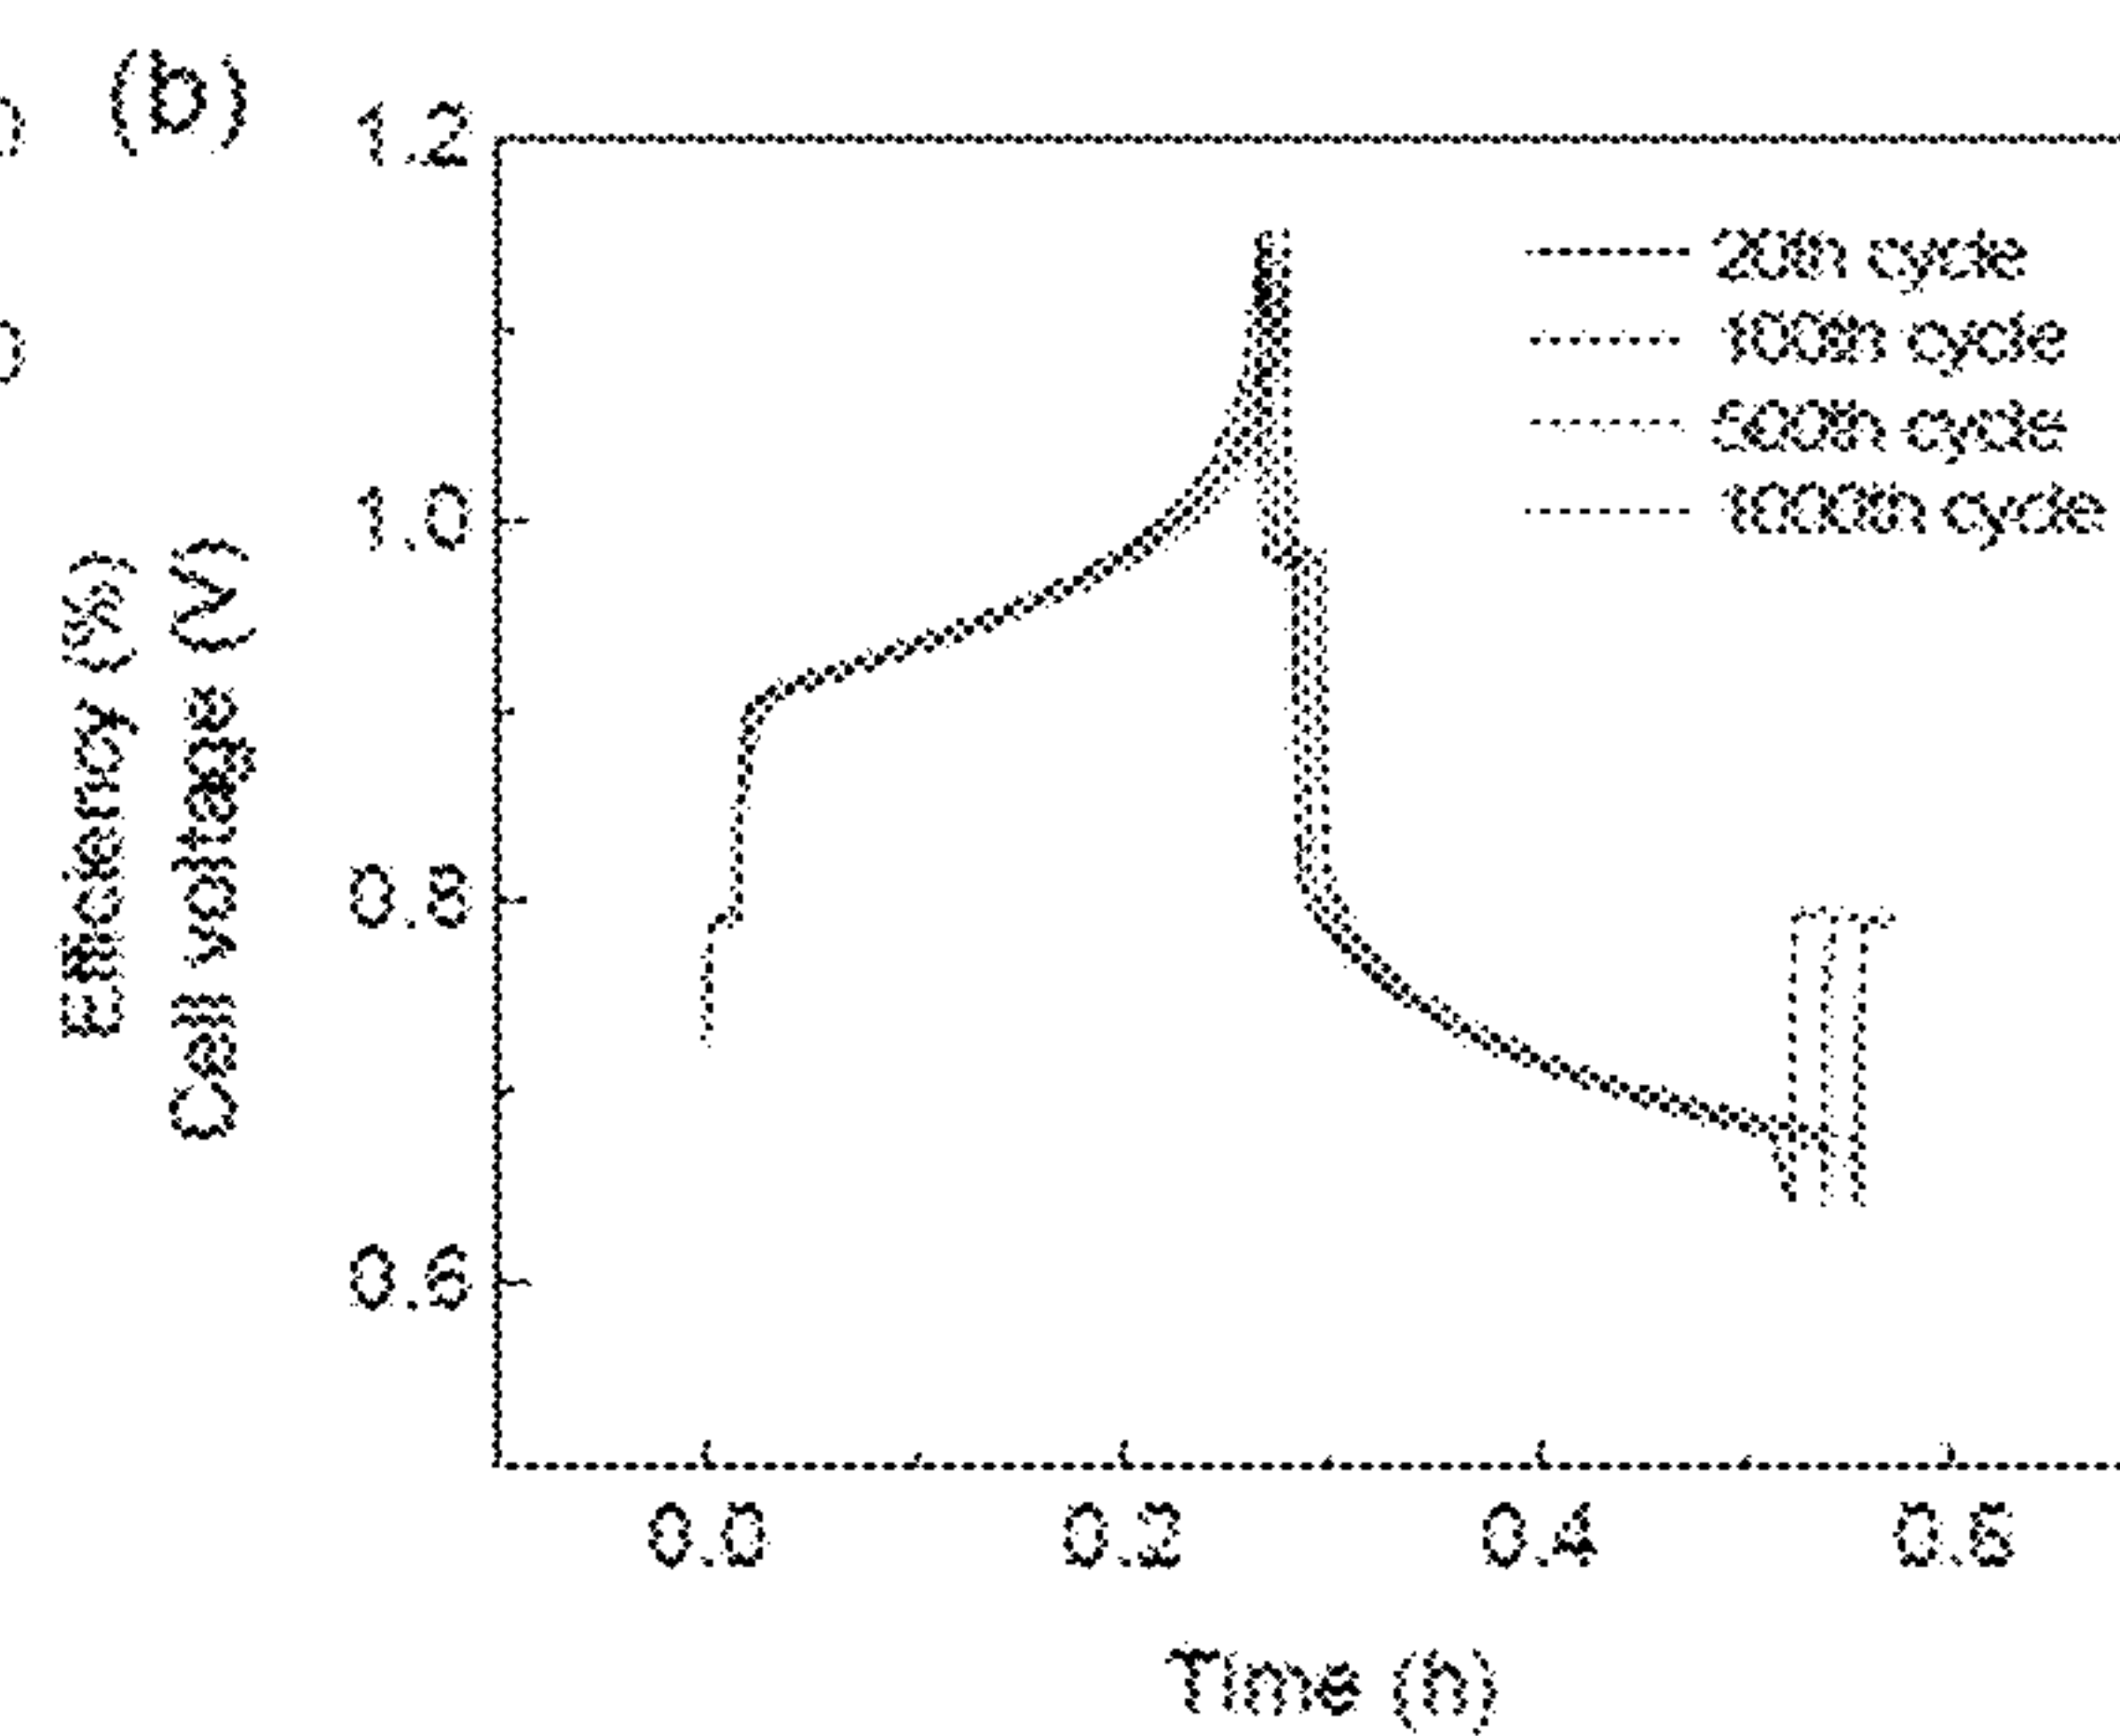 (b)
1.2
1.0
0.8
0.6
Efficiency (%)
Cell voltage (V)
20th cycle
100th cycle
500th cycle
1000th cycle
0.0 0.2 0.4 0.6
Time (h)